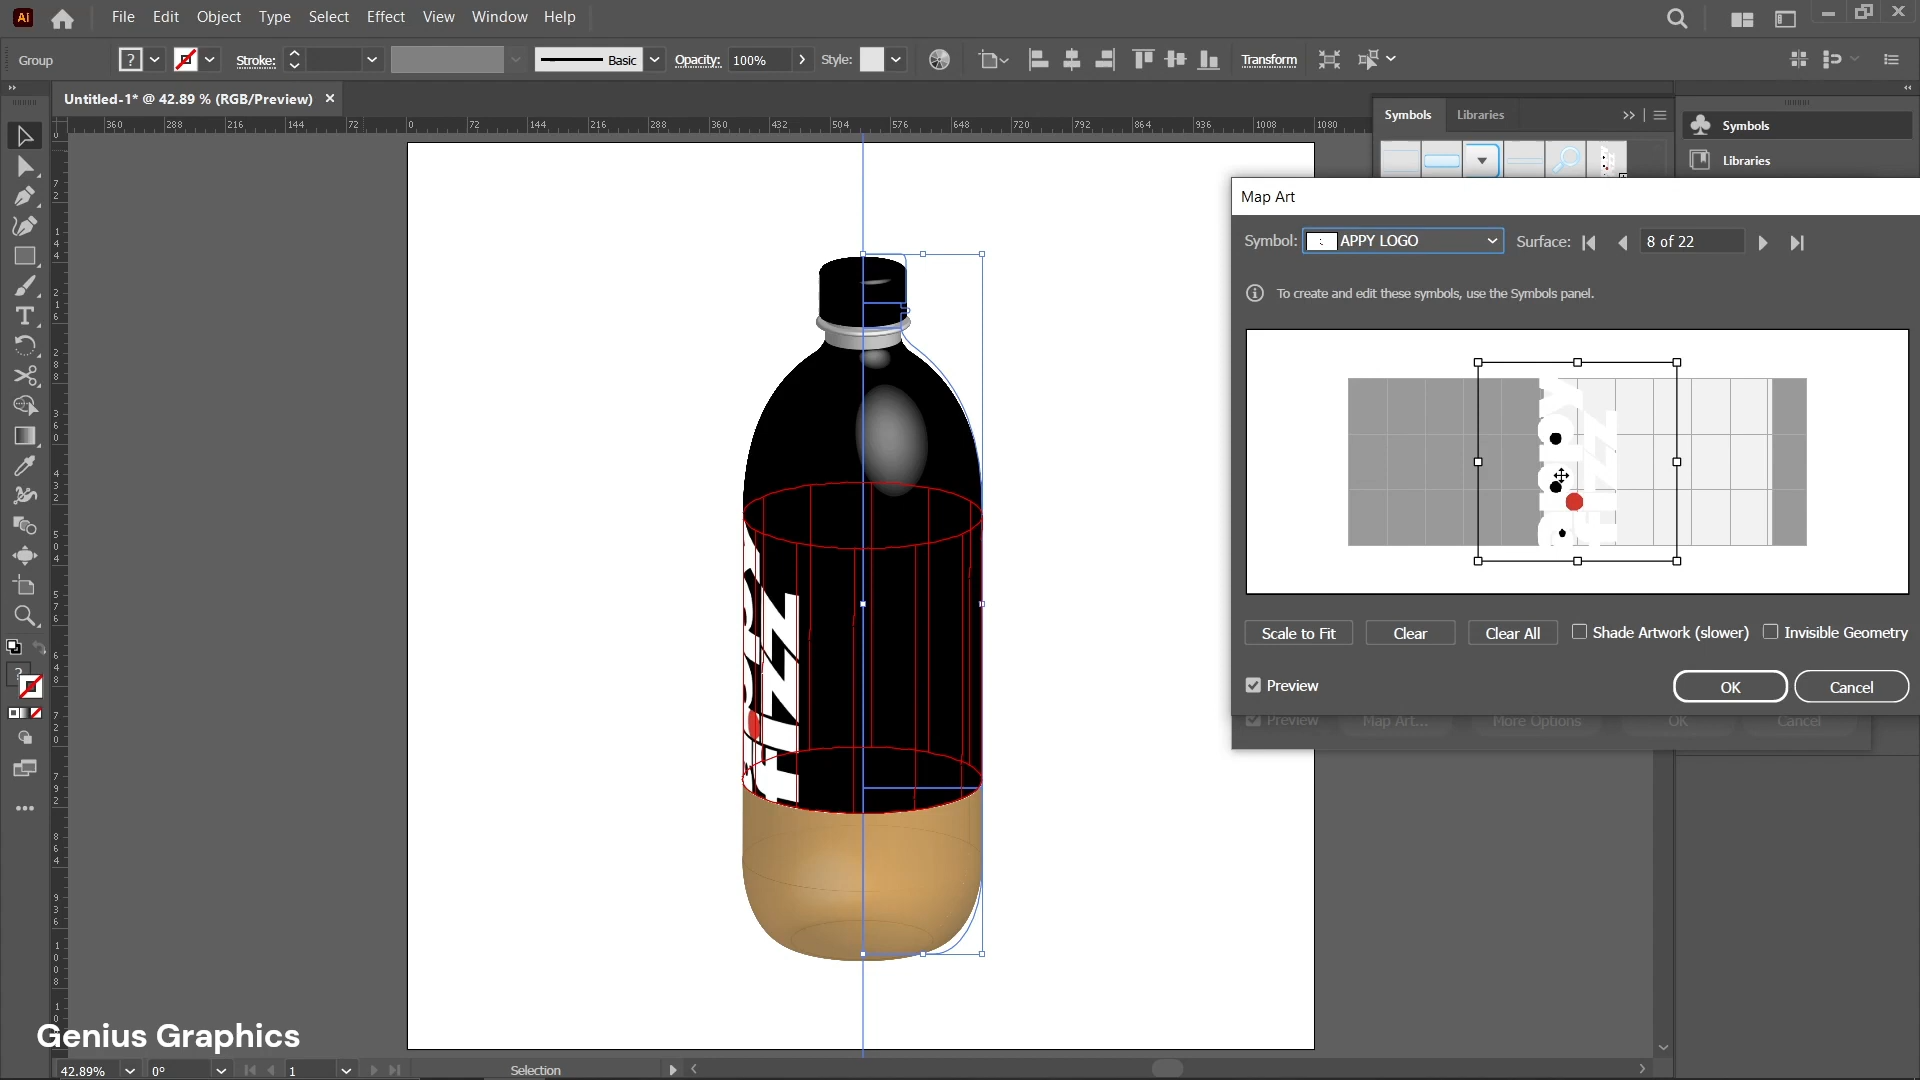 Ai File Edit Object Type Select Effect View Window Help
Group ? Stroke: Basic Opacity: 100% Style: Transform
Untitled-1* @ 42.89 % (RGB/Preview)
360 288 216 144 72 0 72 144 216 288 360 432 504 576 648 720 792 864 936 1008 1080
Symbols Libraries
Symbols
Libraries
Map Art
Symbol: APPY LOGO Surface: 8 of 22
To create and edit these symbols, use the Symbols panel.
Scale to Fit Clear Clear All Shade Artwork (slower) Invisible Geometry
Preview OK Cancel
Preview Map Art... More Options OK Cancel
Genius Graphics
42.89% 0° 1 Selection